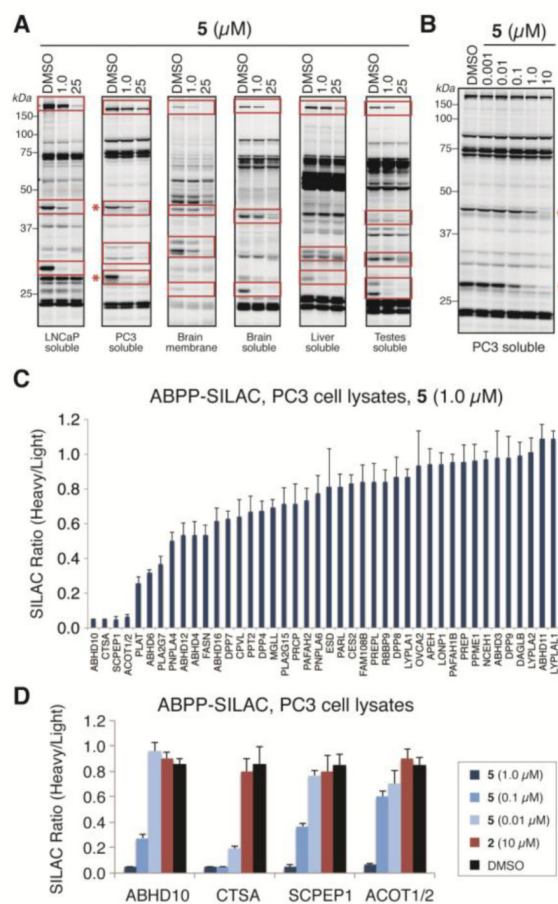 A
5 (µM)
DMSO
1.0
25
DMSO
1.0
25
DMSO
1.0
25
DMSO
1.0
25
DMSO
1.0
25
DMSO
1.0
25
kDa
150
100
75
50
37
25
*
*
LNCaP soluble
PC3 soluble
Brain membrane
Brain soluble
Liver soluble
Testes soluble
B
5 (µM)
DMSO
0.001
0.01
0.1
1.0
10
kDa
150
100
75
50
37
25
PC3 soluble
C
ABPP-SILAC, PC3 cell lysates, 5 (1.0 µM)
SILAC Ratio (Heavy/Light)
1.2
1.0
0.8
0.6
0.4
0.2
0
ABHD10
CTSA
SCPEP1
ACOT1/2
PLAT
ABHD6
PLA2G7
PNPLA4
ABHD12
ABHD4
FASN
ABHD16
DPP7
CPVL
PPT2
DPP4
MGLL
PLA2G15
PRCP
PAFAH2
PNPLA6
ESD
PARL
CES2
FAM108B
PREPL
RBBP9
DPP8
LYPLA1
OVCA2
APEH
LONP1
PAFAH1B
PREP
PPME1
NCEH1
ABHD3
DPP9
DAGLB
LYPLA2
ABHD11
LYPLAL1
D
ABPP-SILAC, PC3 cell lysates
SILAC Ratio (Heavy/Light)
1.2
1.0
0.8
0.6
0.4
0.2
0
ABHD10
CTSA
SCPEP1
ACOT1/2
5 (1.0 µM)
5 (0.1 µM)
5 (0.01 µM)
2 (10 µM)
DMSO